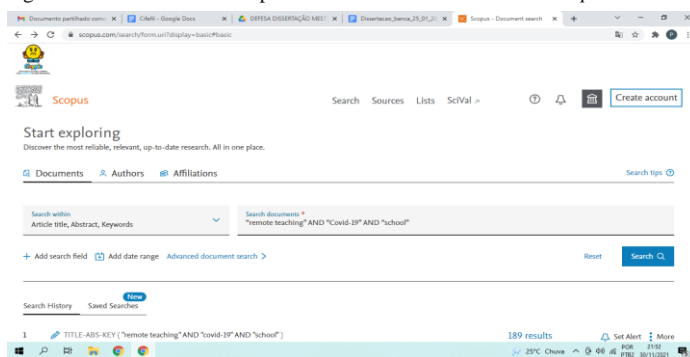 Documento partilhado com
CiteFil - Google Docs
DEFESA DISSERTAÇÃO MEST
Dissertacao_banca_25_01_20
Scopus - Document search
scopus.com/search/form.uri?display=basic#basic
Scopus
Search Sources Lists SciVal
Create account
Start exploring
Discover the most reliable, relevant, up-to-date research. All in one place.
Documents Authors Affiliations
Search tips
Search within
Article title, Abstract, Keywords
Search documents *
"remote teaching" AND "Covid-19" AND "school"
+ Add search field Add date range Advanced document search >
Reset Search
New
Search History Saved Searches
1 TITLE-ABS-KEY ( "remote teaching" AND "covid-19" AND "school" )
189 results
Set Alert More
25°C Chuva
POR 21:52
PTB2 30/11/2021